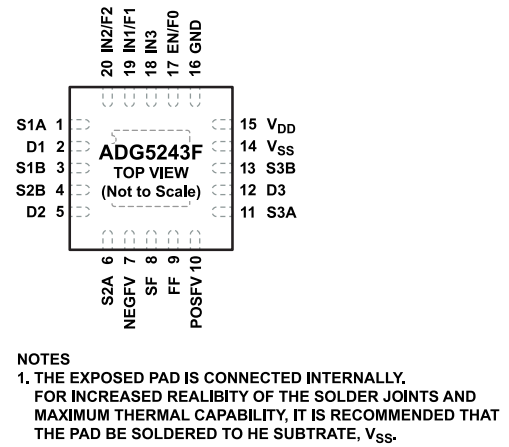 20 IN2/F2
19 IN1/F1
18 IN3
17 EN/F0
16 GND
S1A 1
D1 2
S1B 3
S2B 4
D2 5
ADG5243F
TOP VIEW
(Not to Scale)
15 VDD
14 VSS
13 S3B
12 D3
11 S3A
S2A 6
NEGFV 7
SF 8
FF 9
POSFV 10
NOTES
1. THE EXPOSED PAD IS CONNECTED INTERNALLY.
FOR INCREASED REALIBITY OF THE SOLDER JOINTS AND
MAXIMUM THERMAL CAPABILITY, IT IS RECOMMENDED THAT
THE PAD BE SOLDERED TO HE SUBTRATE, VSS.